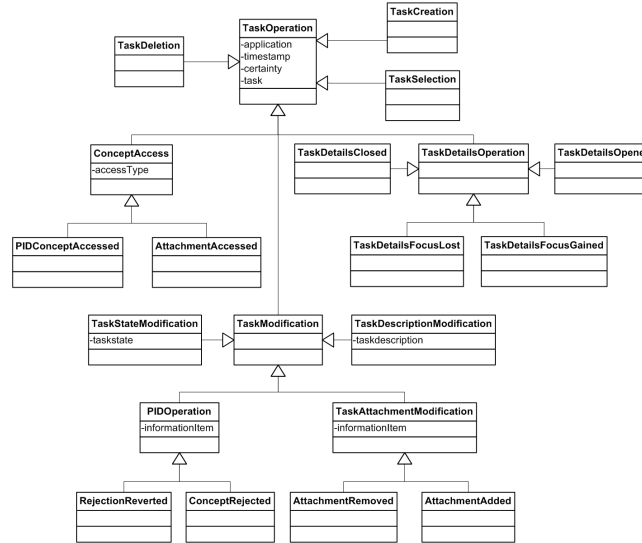 TaskCreation
TaskOperation
-application
-timestamp
-certainty
-task
TaskDeletion
TaskSelection
ConceptAccess
-accessType
TaskDetailsClosed
TaskDetailsOperation
TaskDetailsOpene
PIDConceptAccessed
AttachmentAccessed
TaskDetailsFocusLost
TaskDetailsFocusGained
TaskStateModification
-taskstate
TaskModification
TaskDescriptionModification
-taskdescription
PIDOperation
-informationItem
TaskAttachmentModification
-informationItem
RejectionReverted
ConceptRejected
AttachmentRemoved
AttachmentAdded